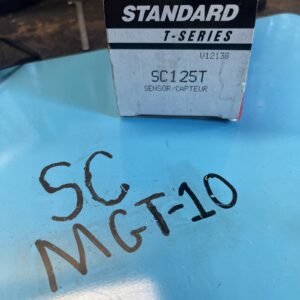 STANDARD
T-SERIES
V12138
SC125T
SENSOR/CAPTEUR
SC
MGT-10